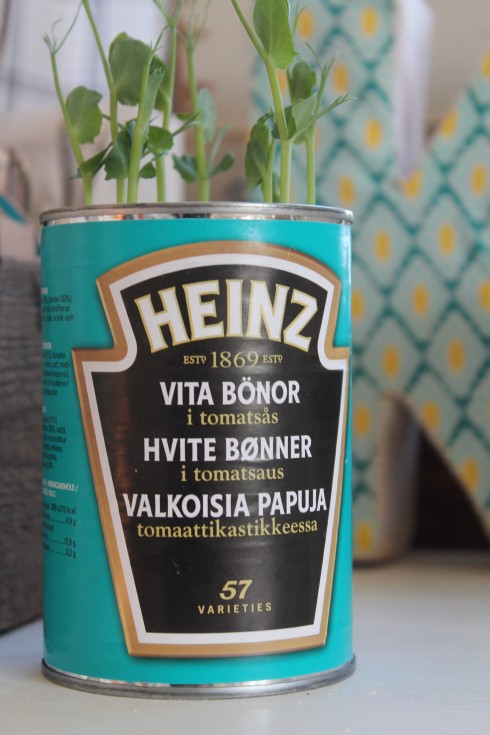 HEINZ
ESTD 1869 ESTD
VITA BÖNOR
i tomatsås
HVITE BØNNER
i tomatsaus
VALKOISIA PAPUJA
tomaattikastikkeessa
57
VARIETIES